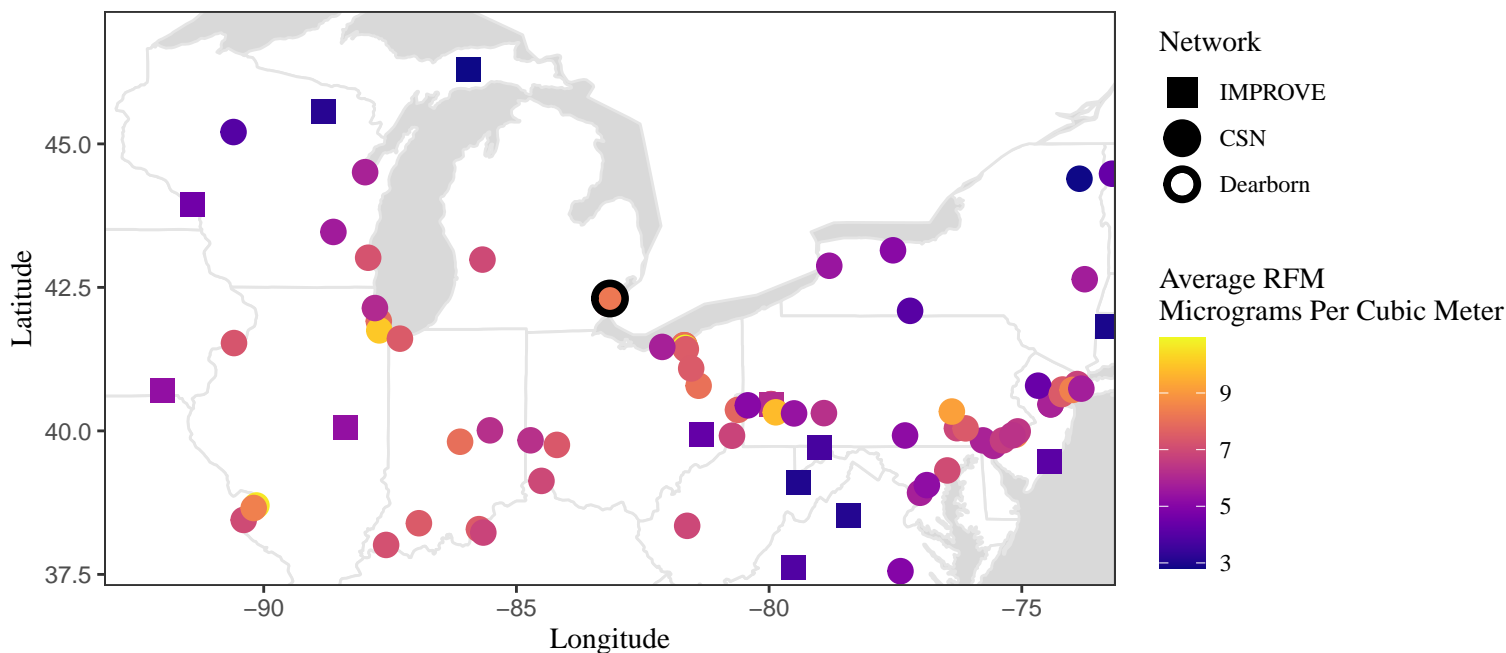 Network
IMPROVE
CSN
Dearborn
Average RFM
Micrograms Per Cubic Meter
9
7
5
3
Latitude
45.0
42.5
40.0
37.5
−90
−85
−80
−75
Longitude